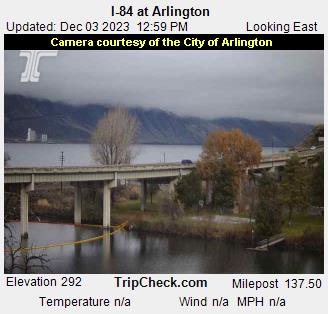 I-84 at Arlington
Updated: Dec 03 2023 12:59 PM Looking East
Camera courtesy of the City of Arlington
Elevation 292 TripCheck.com Milepost 137.50
Temperature n/a Wind n/a MPH n/a